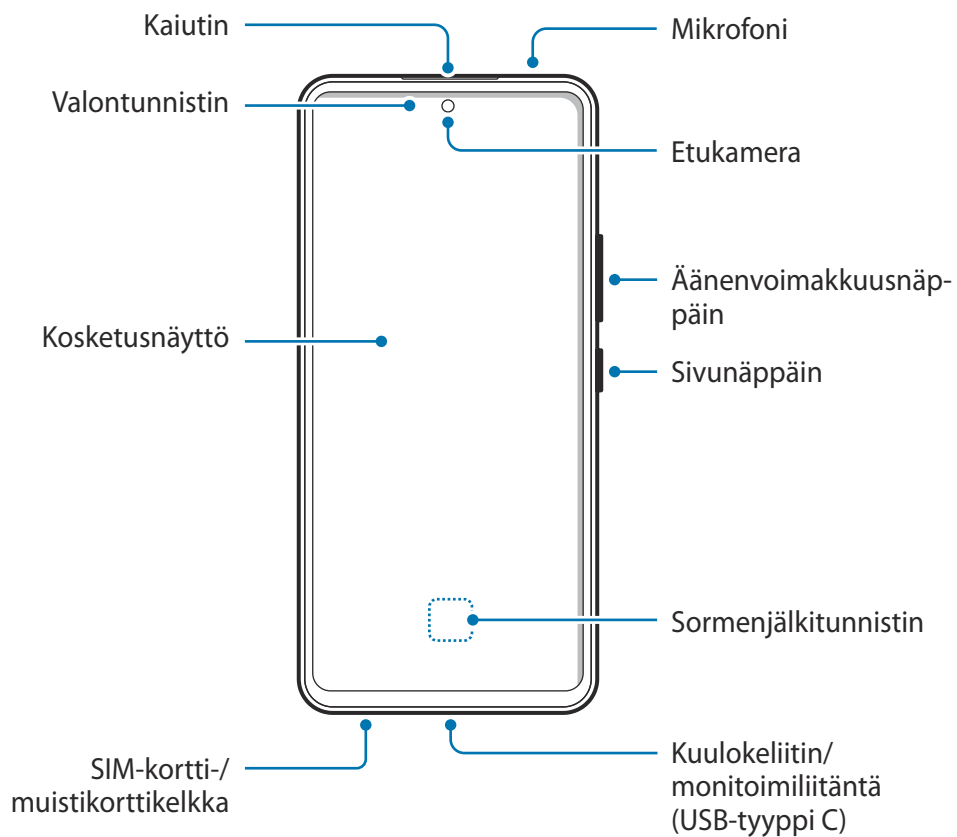 Kaiutin
Mikrofoni
Valontunnistin
Etukamera
Äänenvoimakkuusnäp-
päin
Kosketusnäyttö
Sivunäppäin
Sormenjälkitunnistin
SIM-kortti-/
muistikorttikelkka
Kuulokeliitin/
monitoimiliitäntä
(USB-tyyppi C)